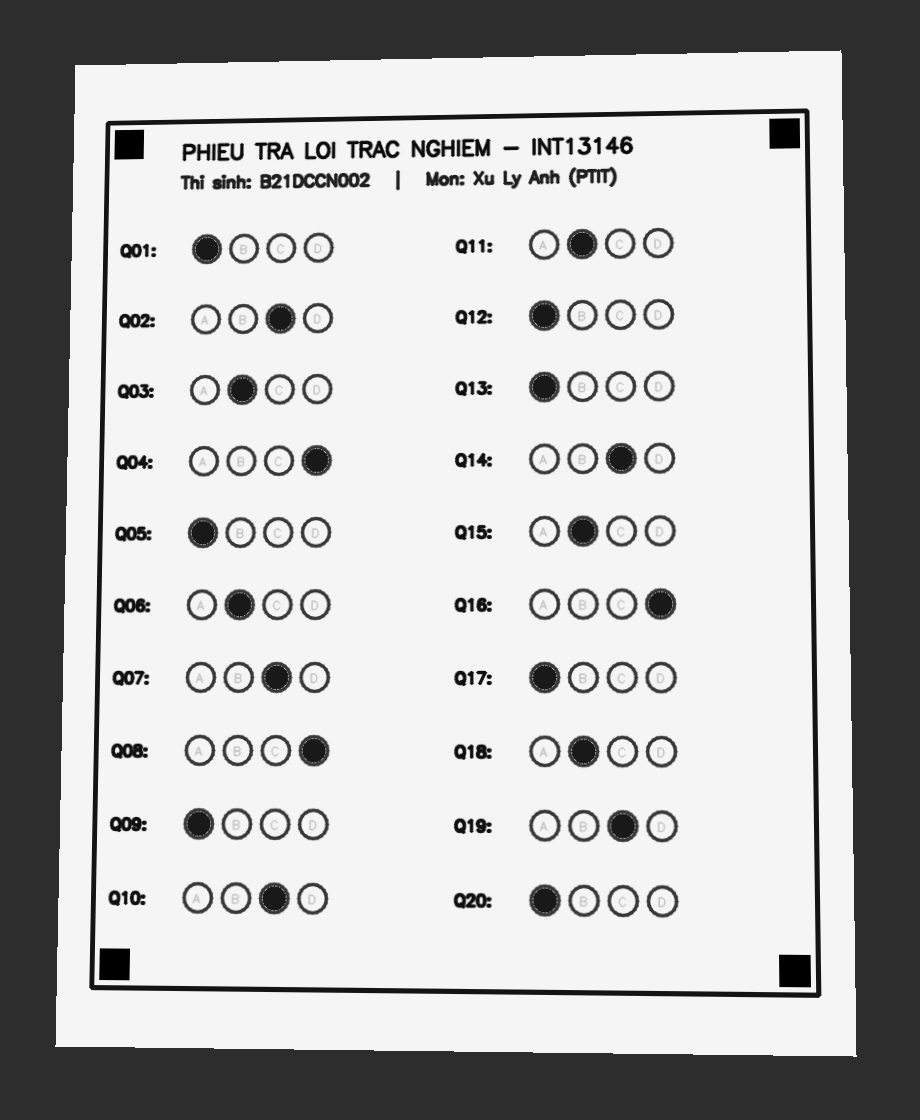 PHIEU TRA LOI TRAC NGHIEM - INT13146
Thi sinh: B21DCCN002 | Mon: Xu Ly Anh (PTIT)
Q01: B C D
Q02: A B D
Q03: A C D
Q04: A B C
Q05: B C D
Q06: A C D
Q07: A B D
Q08: A B C
Q09: B C D
Q10: A B D
Q11: A C D
Q12: B C D
Q13: B C D
Q14: A B D
Q15: A C D
Q16: A B C
Q17: B C D
Q18: A C D
Q19: A B D
Q20: B C D